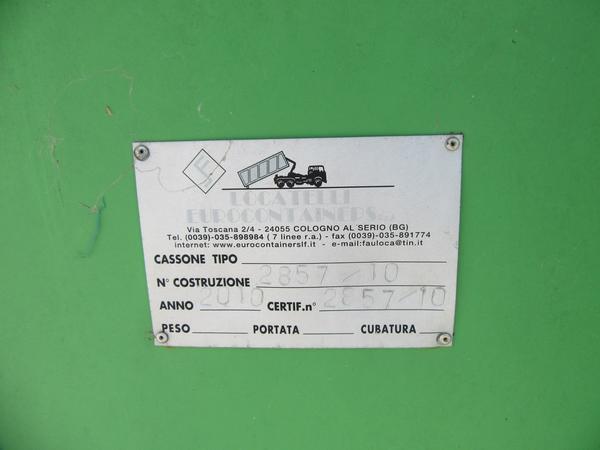 LF
LOCATELLI
EUROCONTAINERS s.r.l.
Via Toscana 2/4 - 24055 COLOGNO AL SERIO (BG)
Tel. (0039)-035-898984 ( 7 linee r.a.) - fax (0039)-035-891774
internet: www.eurocontainerslf.it - e-mail:fauloca@tin.it
CASSONE TIPO
N° COSTRUZIONE 2857/10
ANNO 2010 CERTIF.n° 2857/10
PESO PORTATA CUBATURA